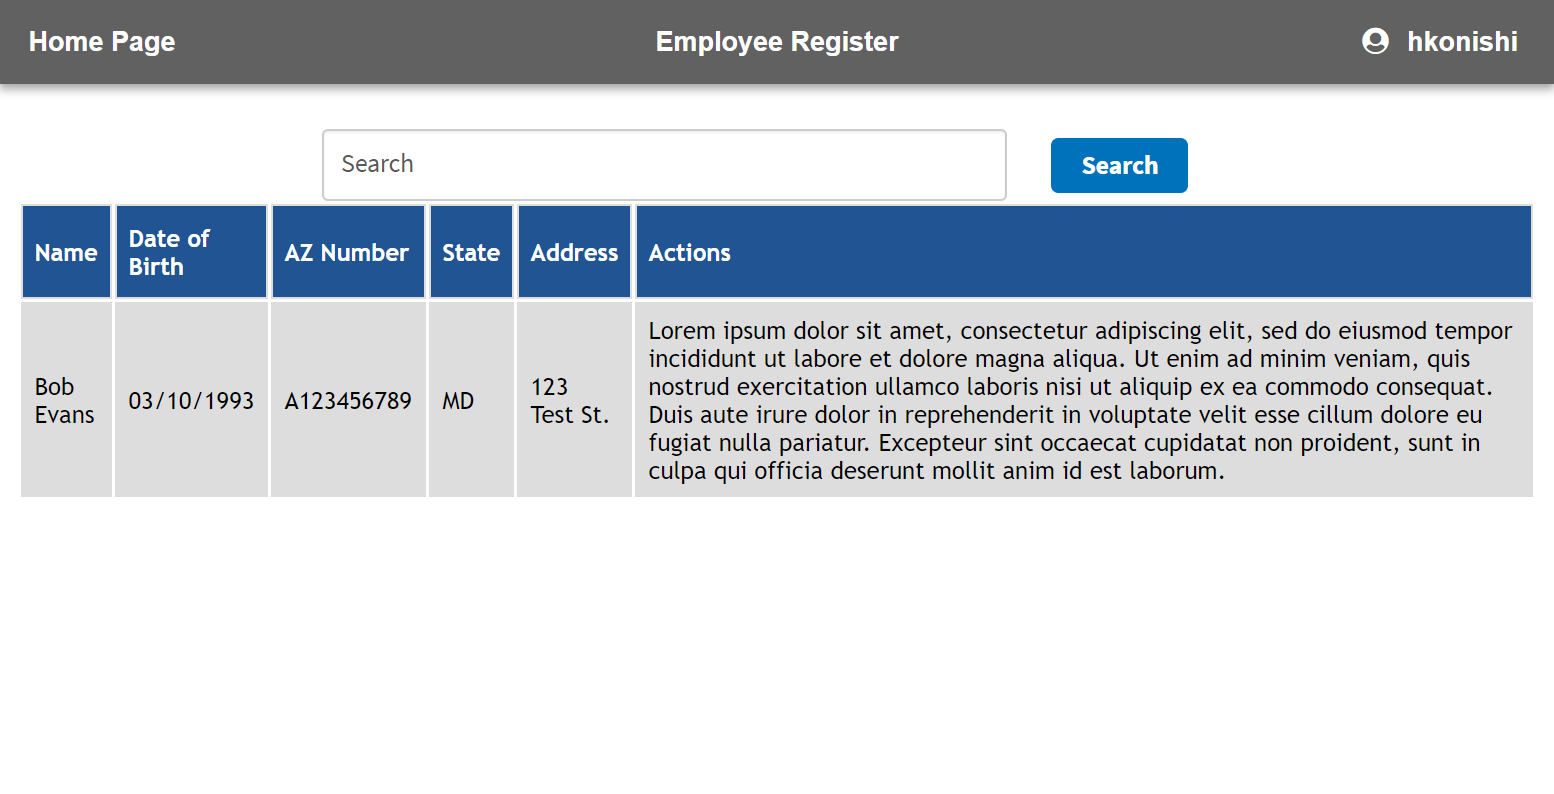 Home Page
Employee Register
hkonishi
Search
Search
Name
Date of
Birth
AZ Number
State
Address
Actions
Bob
Evans
03/10/1993
A123456789
MD
123
Test St.
Lorem ipsum dolor sit amet, consectetur adipiscing elit, sed do eiusmod tempor
incididunt ut labore et dolore magna aliqua. Ut enim ad minim veniam, quis
nostrud exercitation ullamco laboris nisi ut aliquip ex ea commodo consequat.
Duis aute irure dolor in reprehenderit in voluptate velit esse cillum dolore eu
fugiat nulla pariatur. Excepteur sint occaecat cupidatat non proident, sunt in
culpa qui officia deserunt mollit anim id est laborum.